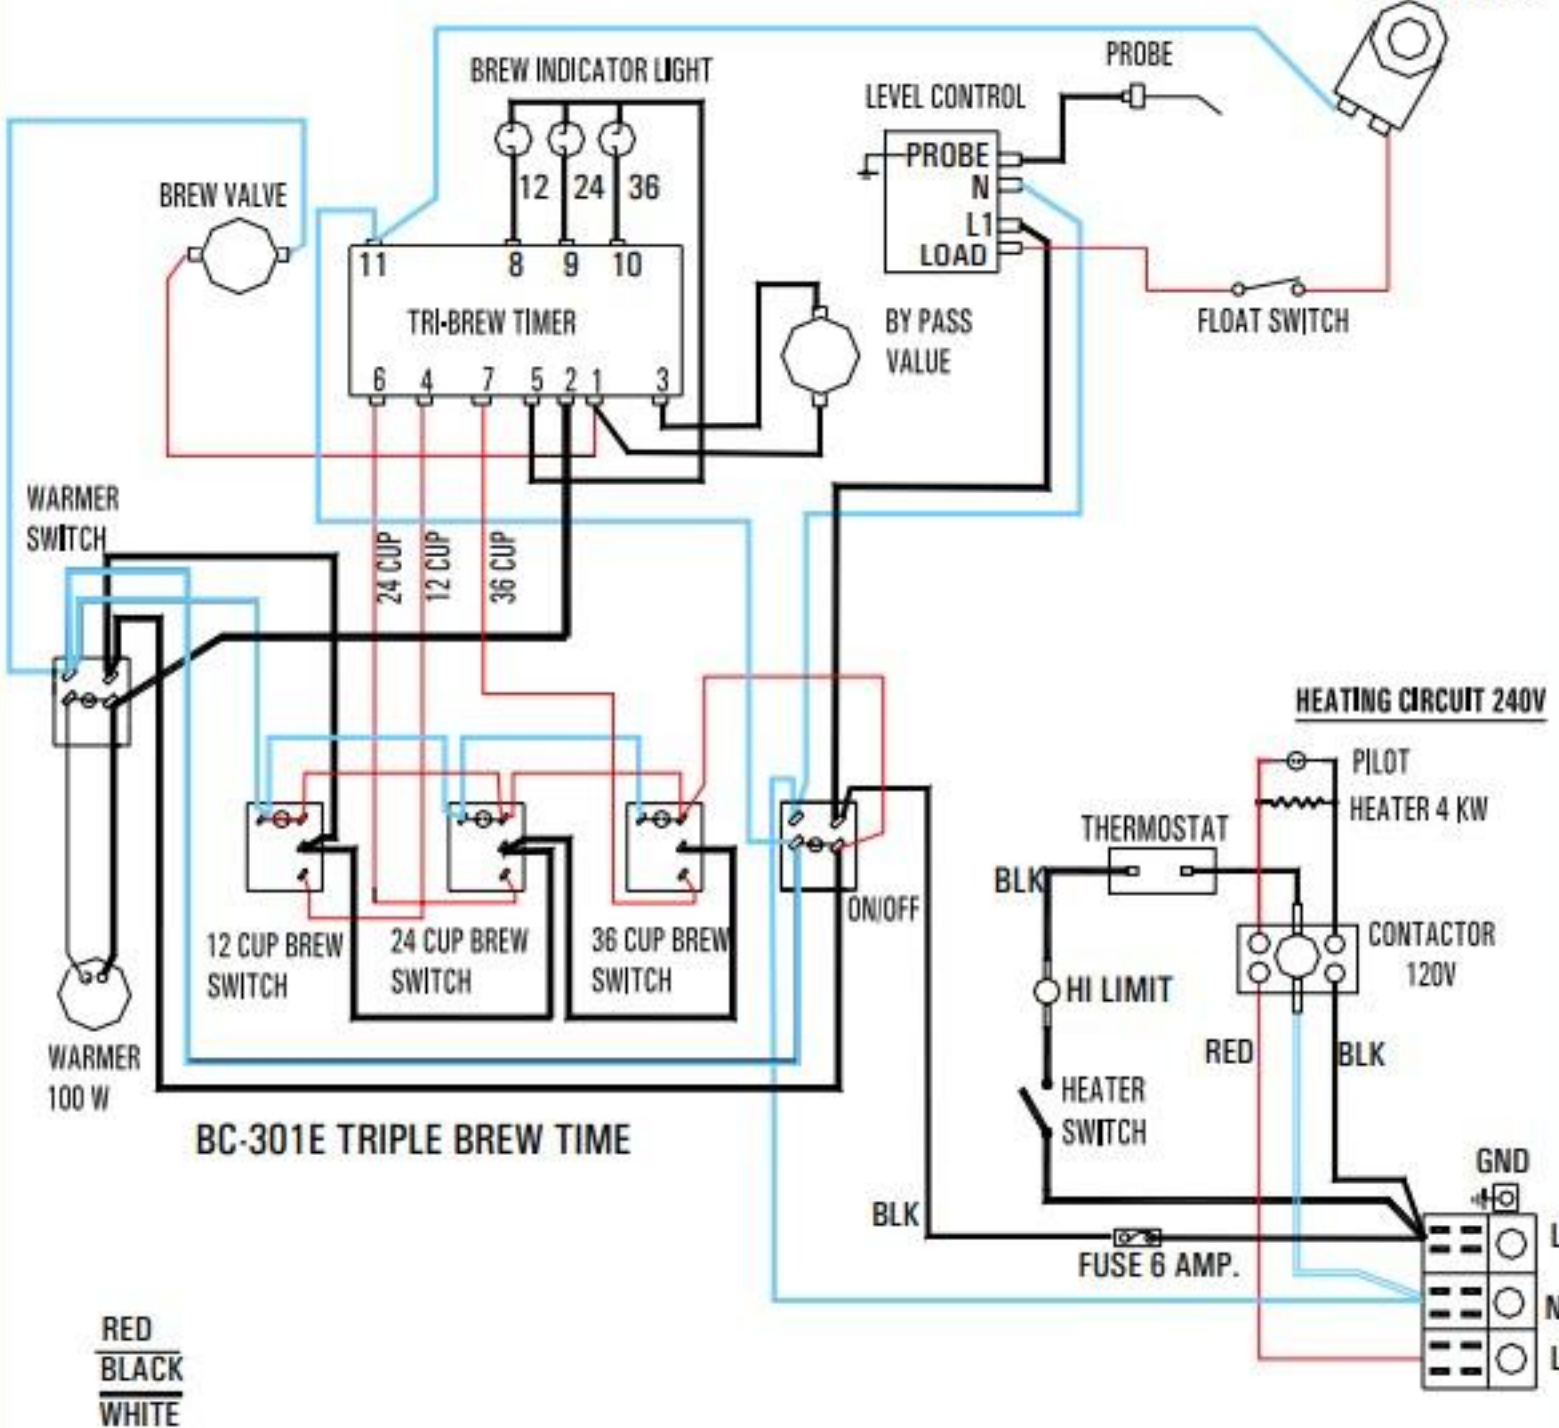 BREW INDICATOR LIGHT
PROBE
LEVEL CONTROL
PROBE
N
L1
LOAD
12 24 36
BREW VALVE
11 8 9 10
TRI-BREW TIMER
6 4 7 5 2 1 3
BY PASS
VALUE
FLOAT SWITCH
WARMER
SWITCH
24 CUP
12 CUP
36 CUP
HEATING CIRCUIT 240V
PILOT
HEATER 4 KW
THERMOSTAT
BLK
ON/OFF
CONTACTOR
120V
12 CUP BREW
SWITCH
24 CUP BREW
SWITCH
36 CUP BREW
SWITCH
HI LIMIT
RED
BLK
WARMER
100 W
HEATER
SWITCH
BC-301E TRIPLE BREW TIME
GND
BLK
FUSE 6 AMP.
L
N
L
RED
BLACK
WHITE